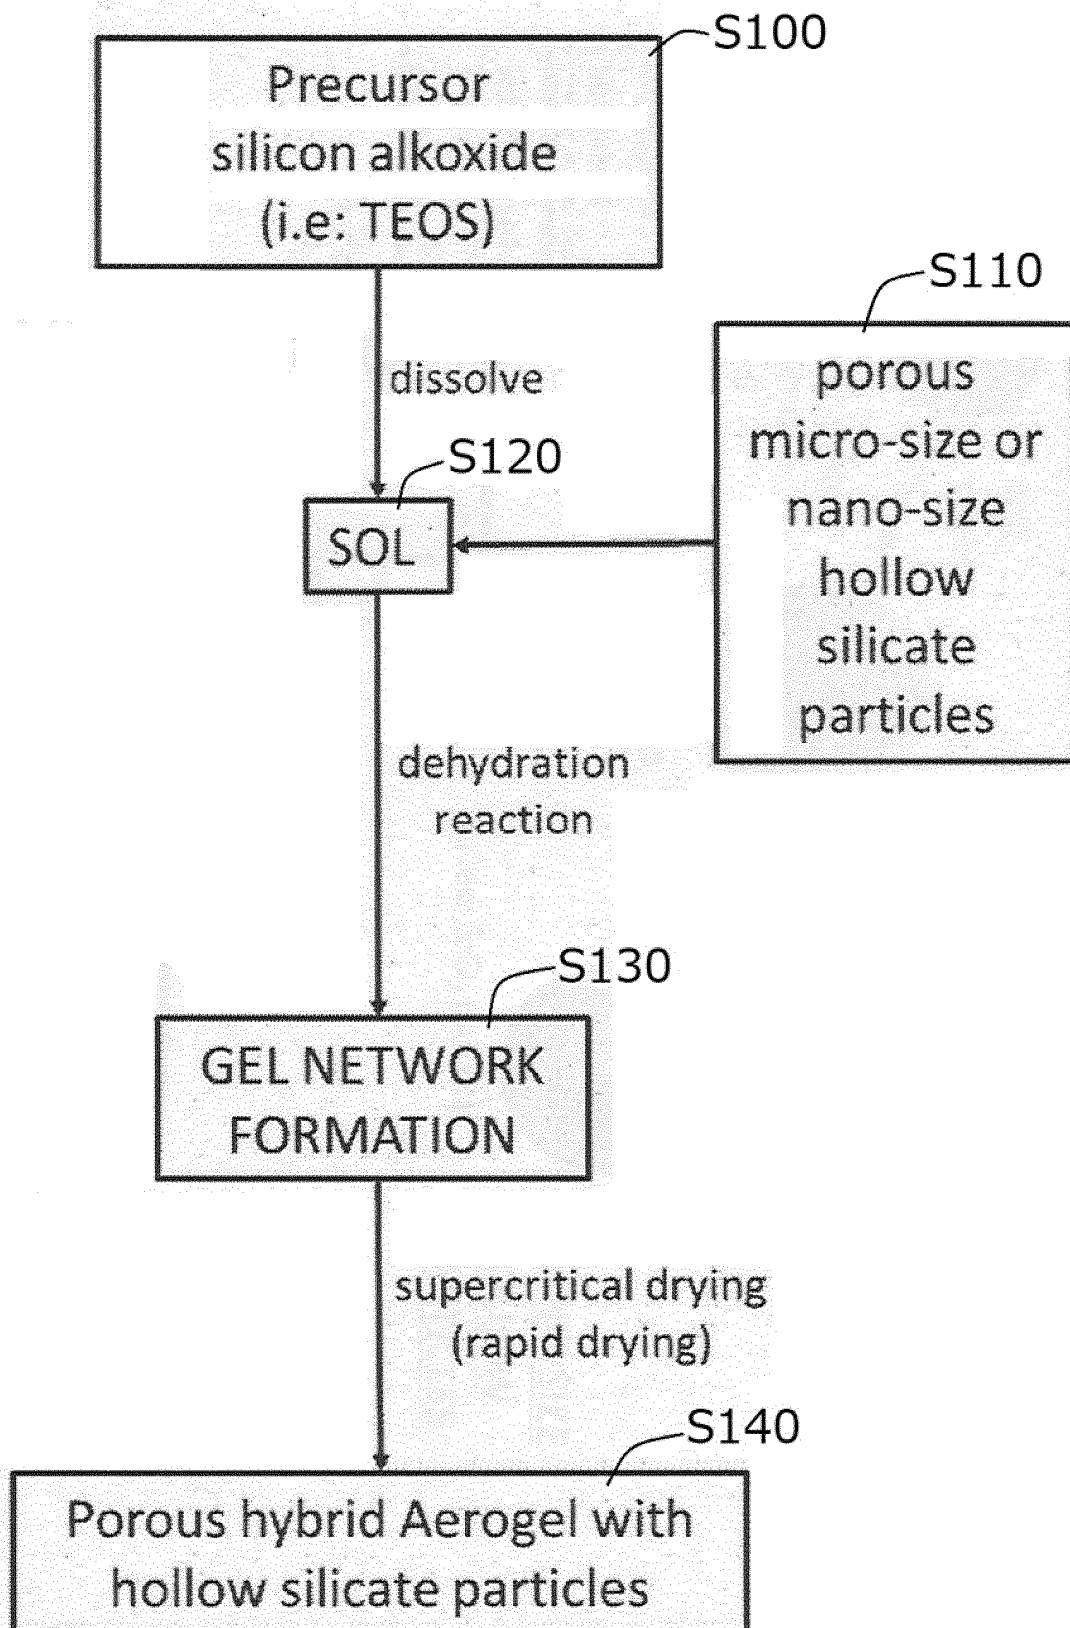 S100
Precursor
silicon alkoxide
(i.e: TEOS)
S110
porous
micro-size or
nano-size
hollow
silicate
particles
dissolve
S120
SOL
dehydration
reaction
S130
GEL NETWORK
FORMATION
supercritical drying
(rapid drying)
S140
Porous hybrid Aerogel with
hollow silicate particles